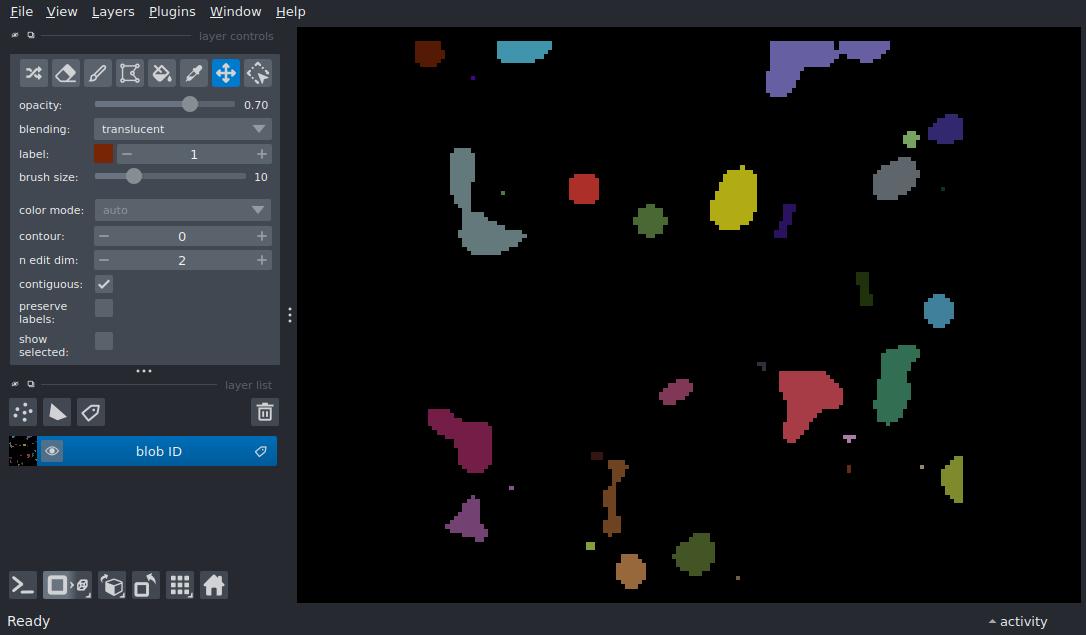 File View Layers Plugins Window Help
layer controls
opacity: 0.70
blending: translucent
label: 1
brush size: 10
color mode: auto
contour: 0
n edit dim: 2
contiguous:
preserve
labels:
show
selected:
layer list
blob ID
Ready
activity